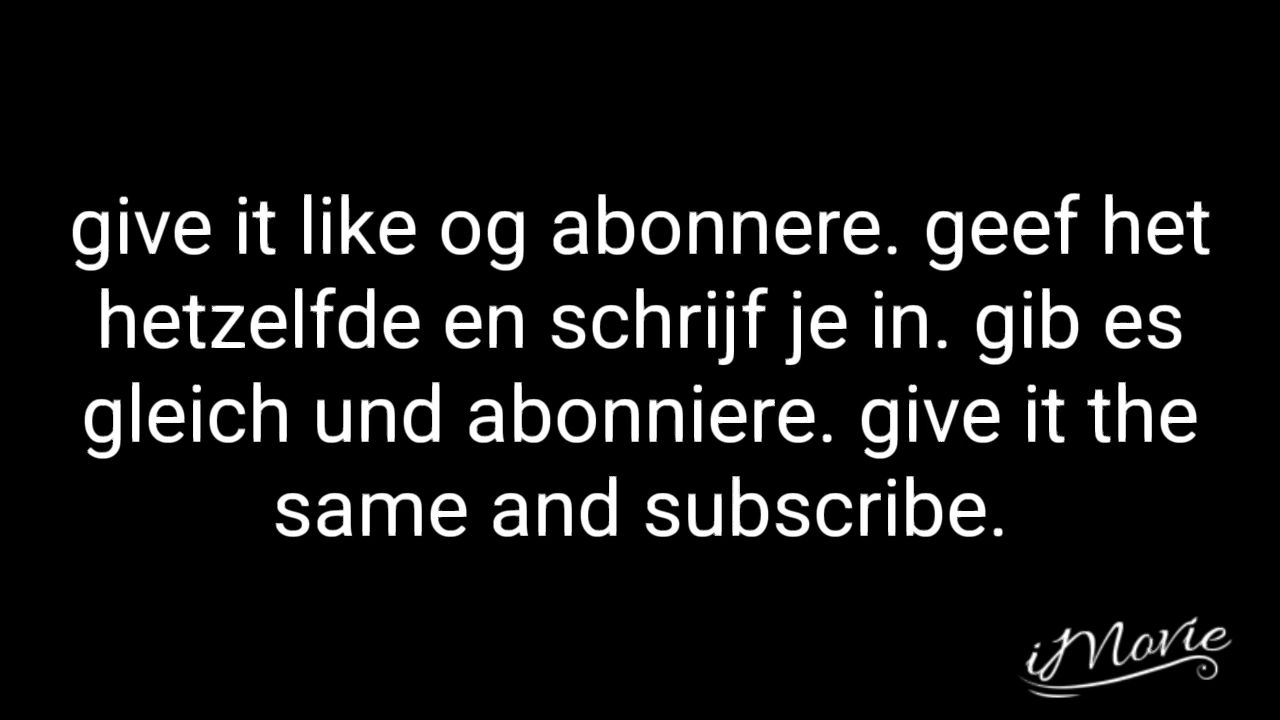 give it like og abonnere. geef het
hetzelfde en schrijf je in. gib es
gleich und abonniere. give it the
same and subscribe.
iMovie